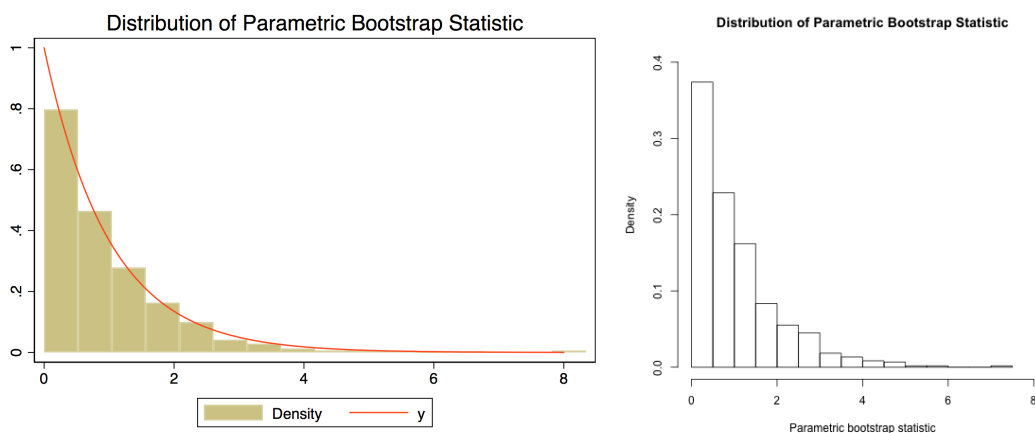 Distribution of Parametric Bootstrap Statistic
1
.8
.6
.4
.2
0
0 2 4 6 8
Density y
Distribution of Parametric Bootstrap Statistic
0.4
0.3
0.2
0.1
0.0
Density
0 2 4 6 8
Parametric bootstrap statistic